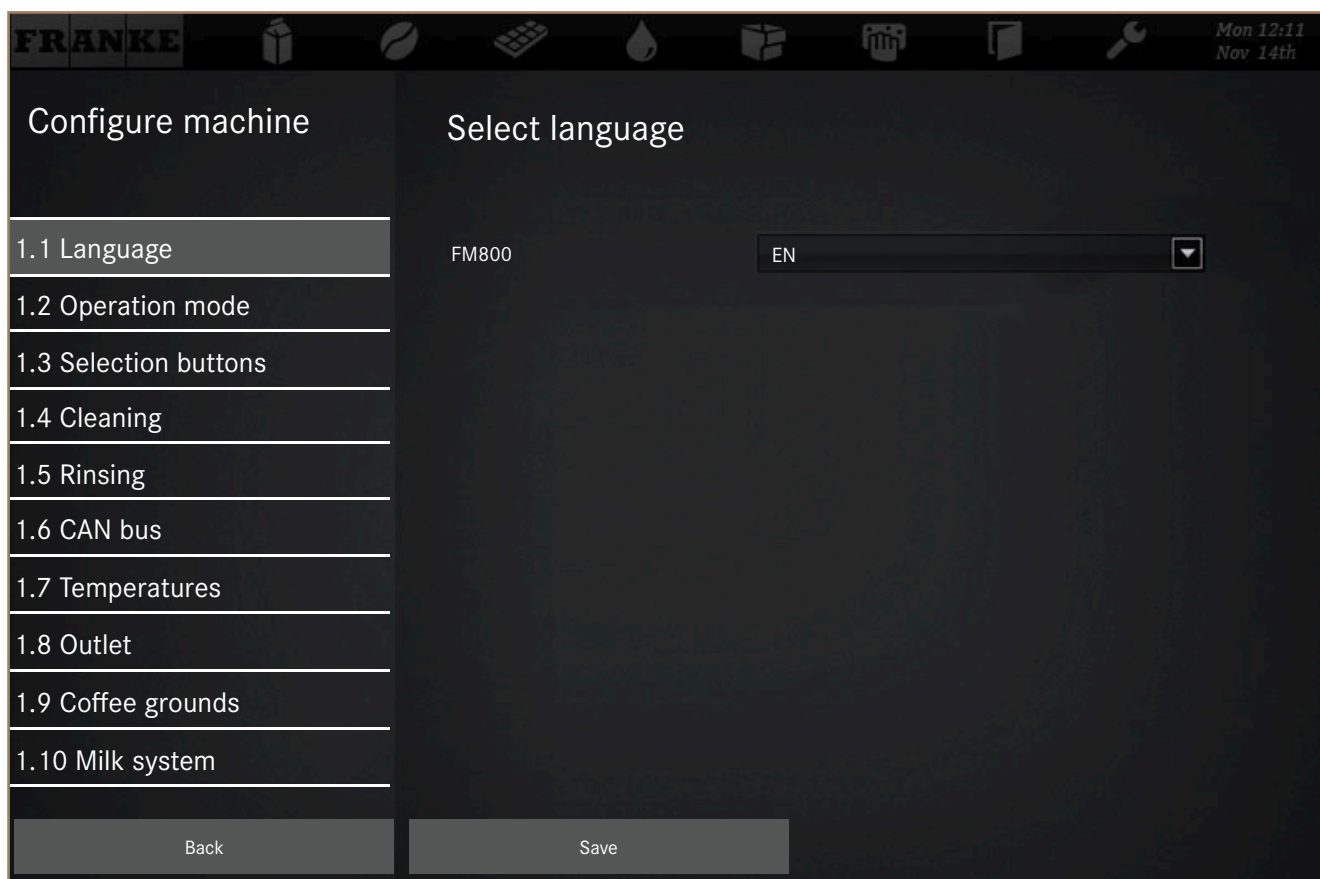 FRANKE
Mon 12:11
Nov 14th
Configure machine
1.1 Language
1.2 Operation mode
1.3 Selection buttons
1.4 Cleaning
1.5 Rinsing
1.6 CAN bus
1.7 Temperatures
1.8 Outlet
1.9 Coffee grounds
1.10 Milk system
Back
Select language
FM800
EN
Save